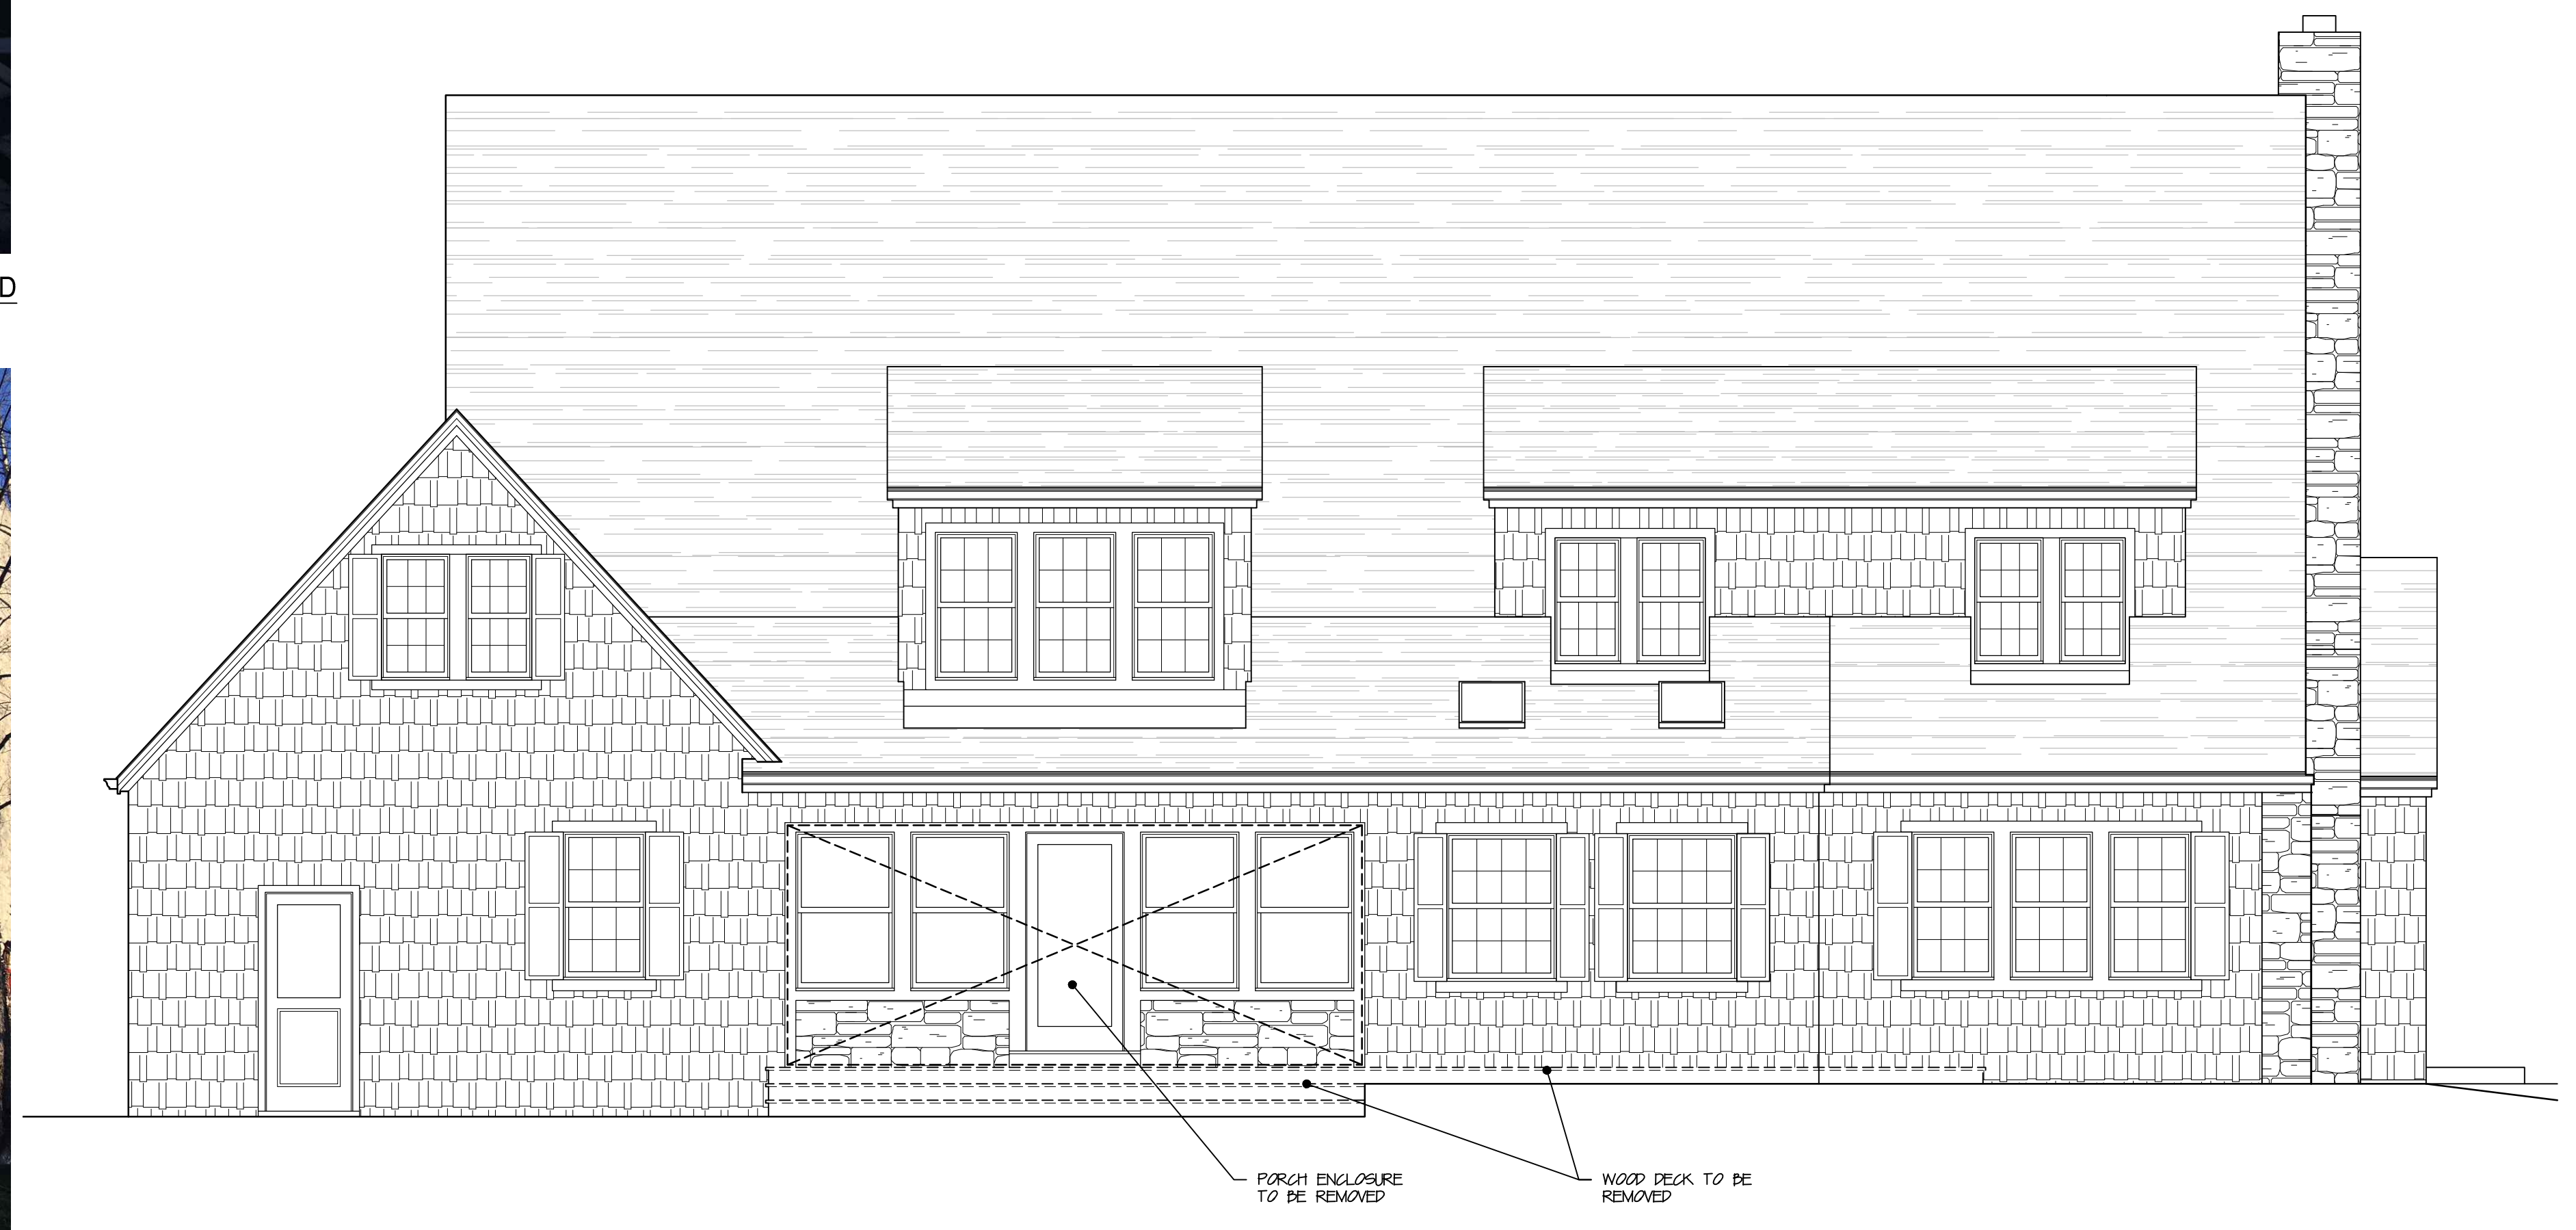 D
PORCH ENCLOSURE
TO BE REMOVED
WOOD DECK TO BE
REMOVED